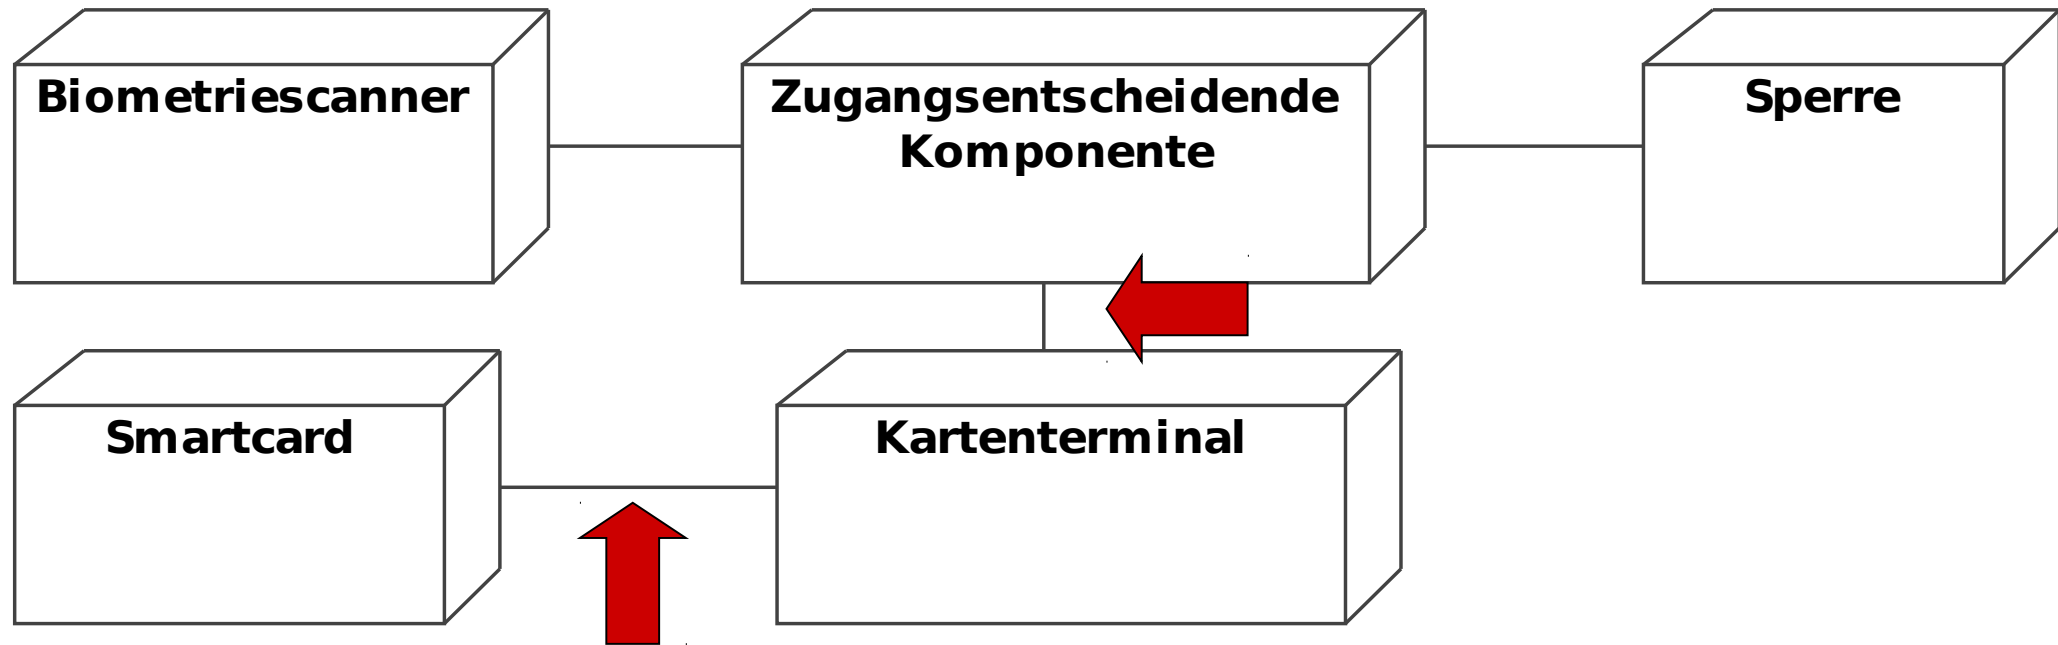 Biometriescanner
Zugangsentscheidende
Komponente
Sperre
Smartcard
Kartenterminal